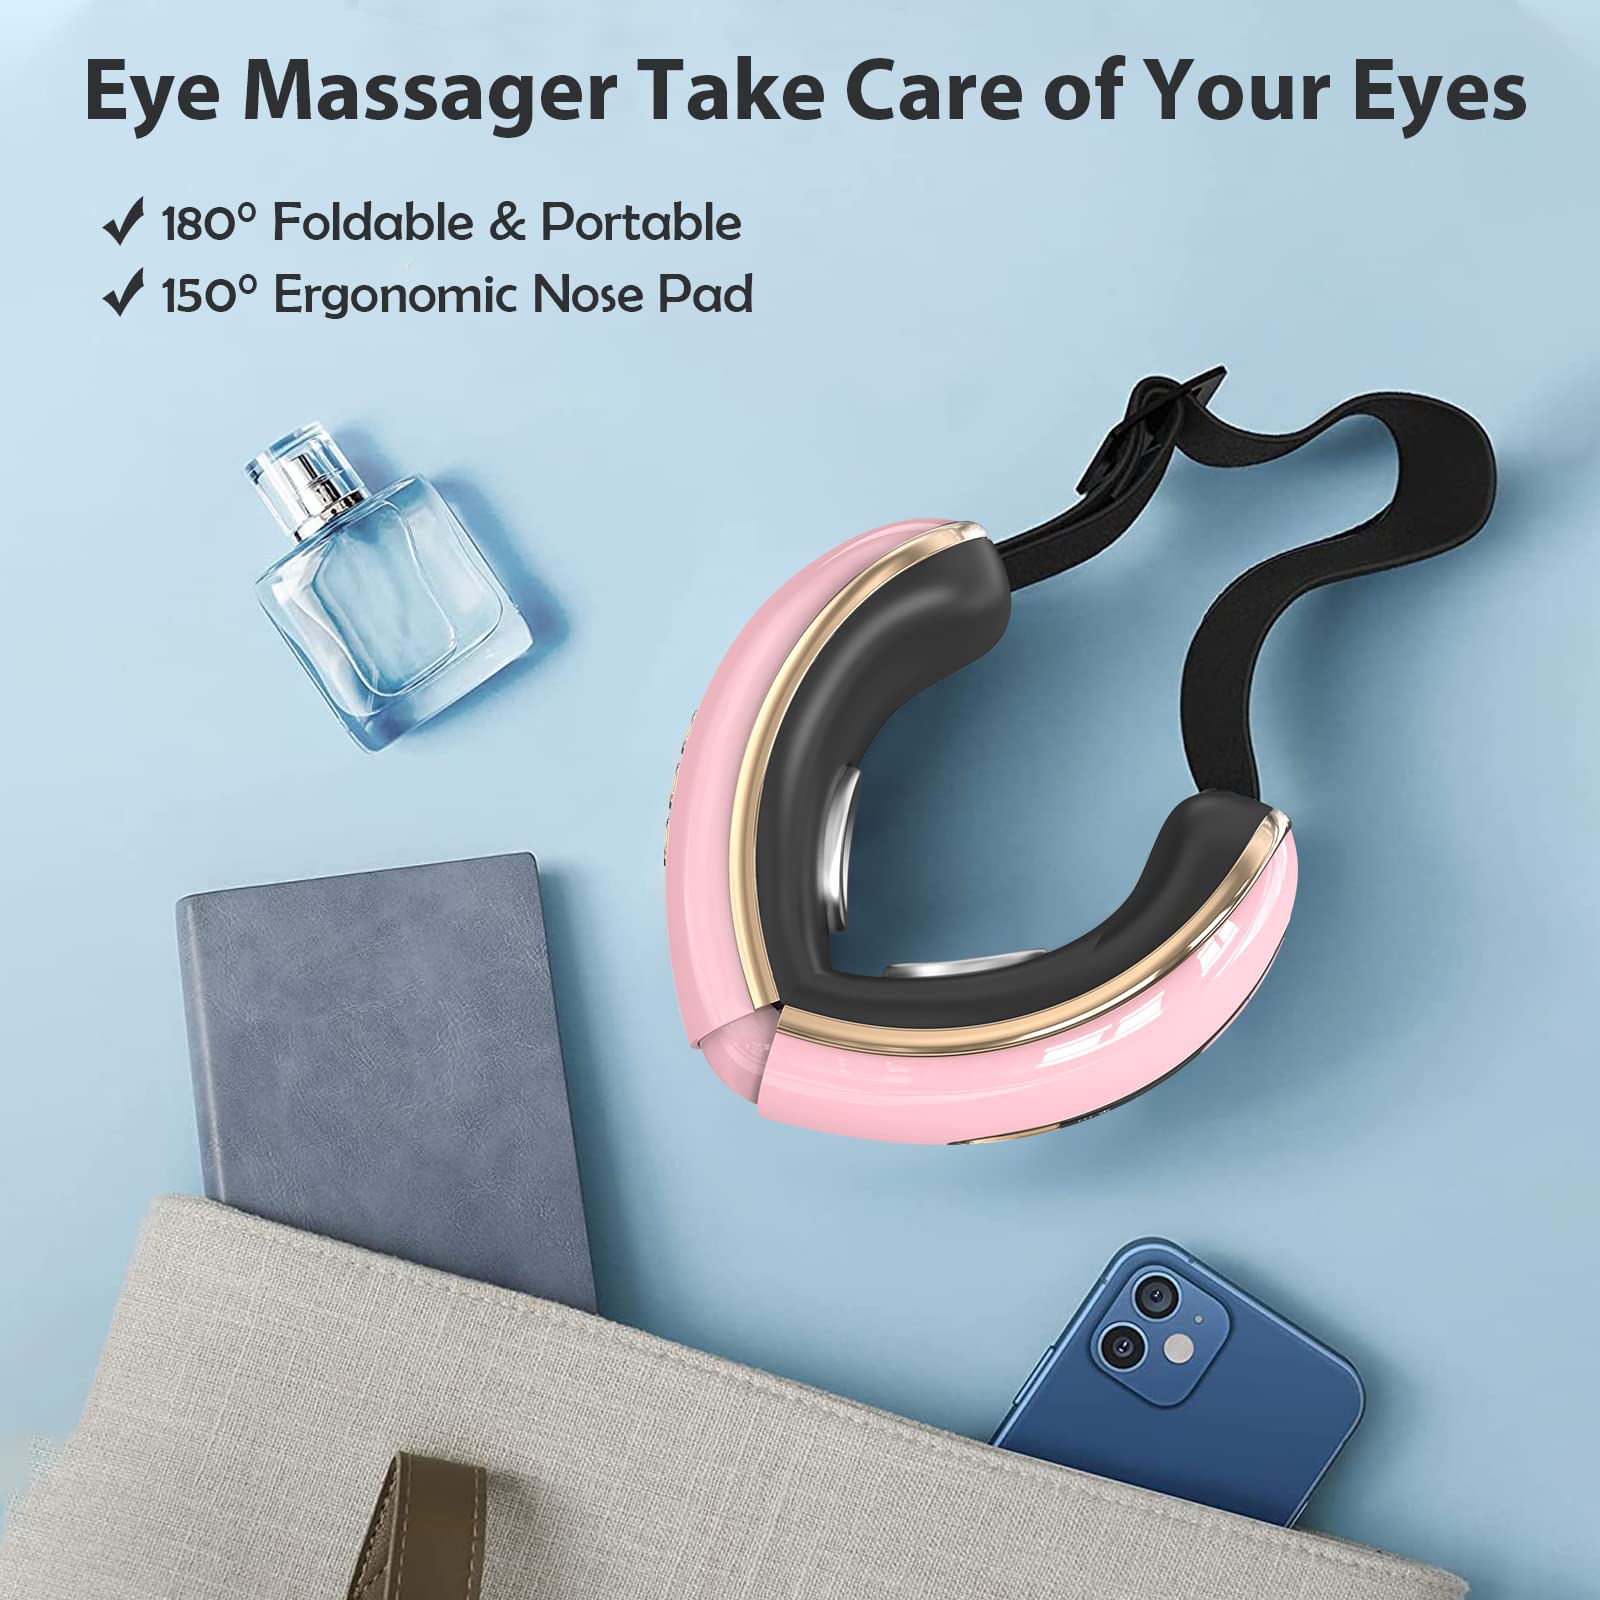 Eye Massager Take Care of Your Eyes
✓ 180° Foldable & Portable
✓ 150° Ergonomic Nose Pad